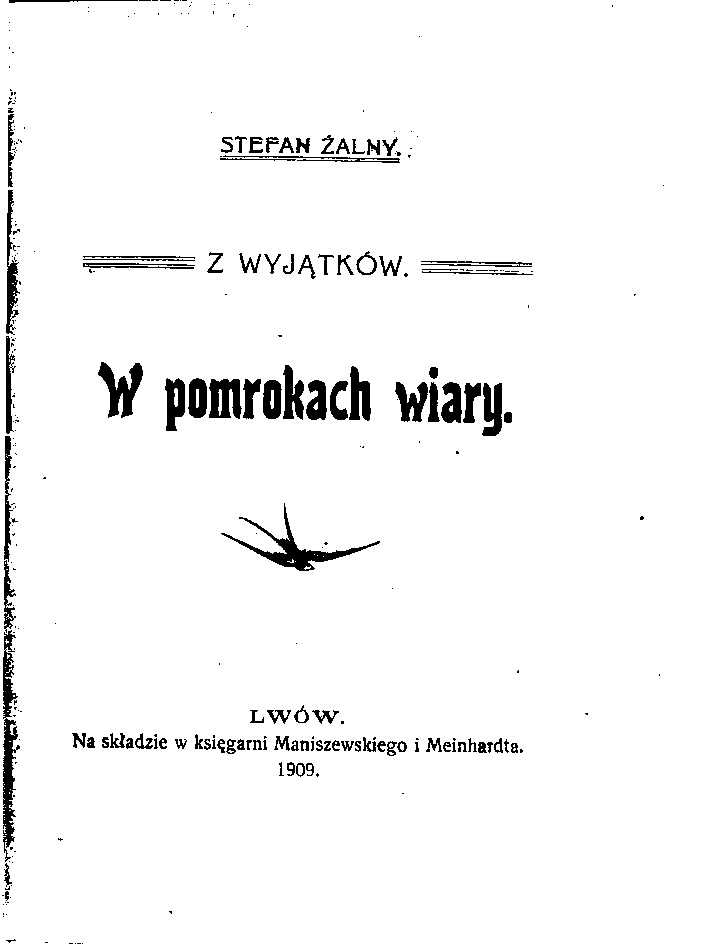 STEFAN ŻALNY.
Z WYJĄTKÓW.
W pomrokach wiary.
LWÓW.
Na składzie w księgarni Maniszewskiego i Meinhardta.
1909.